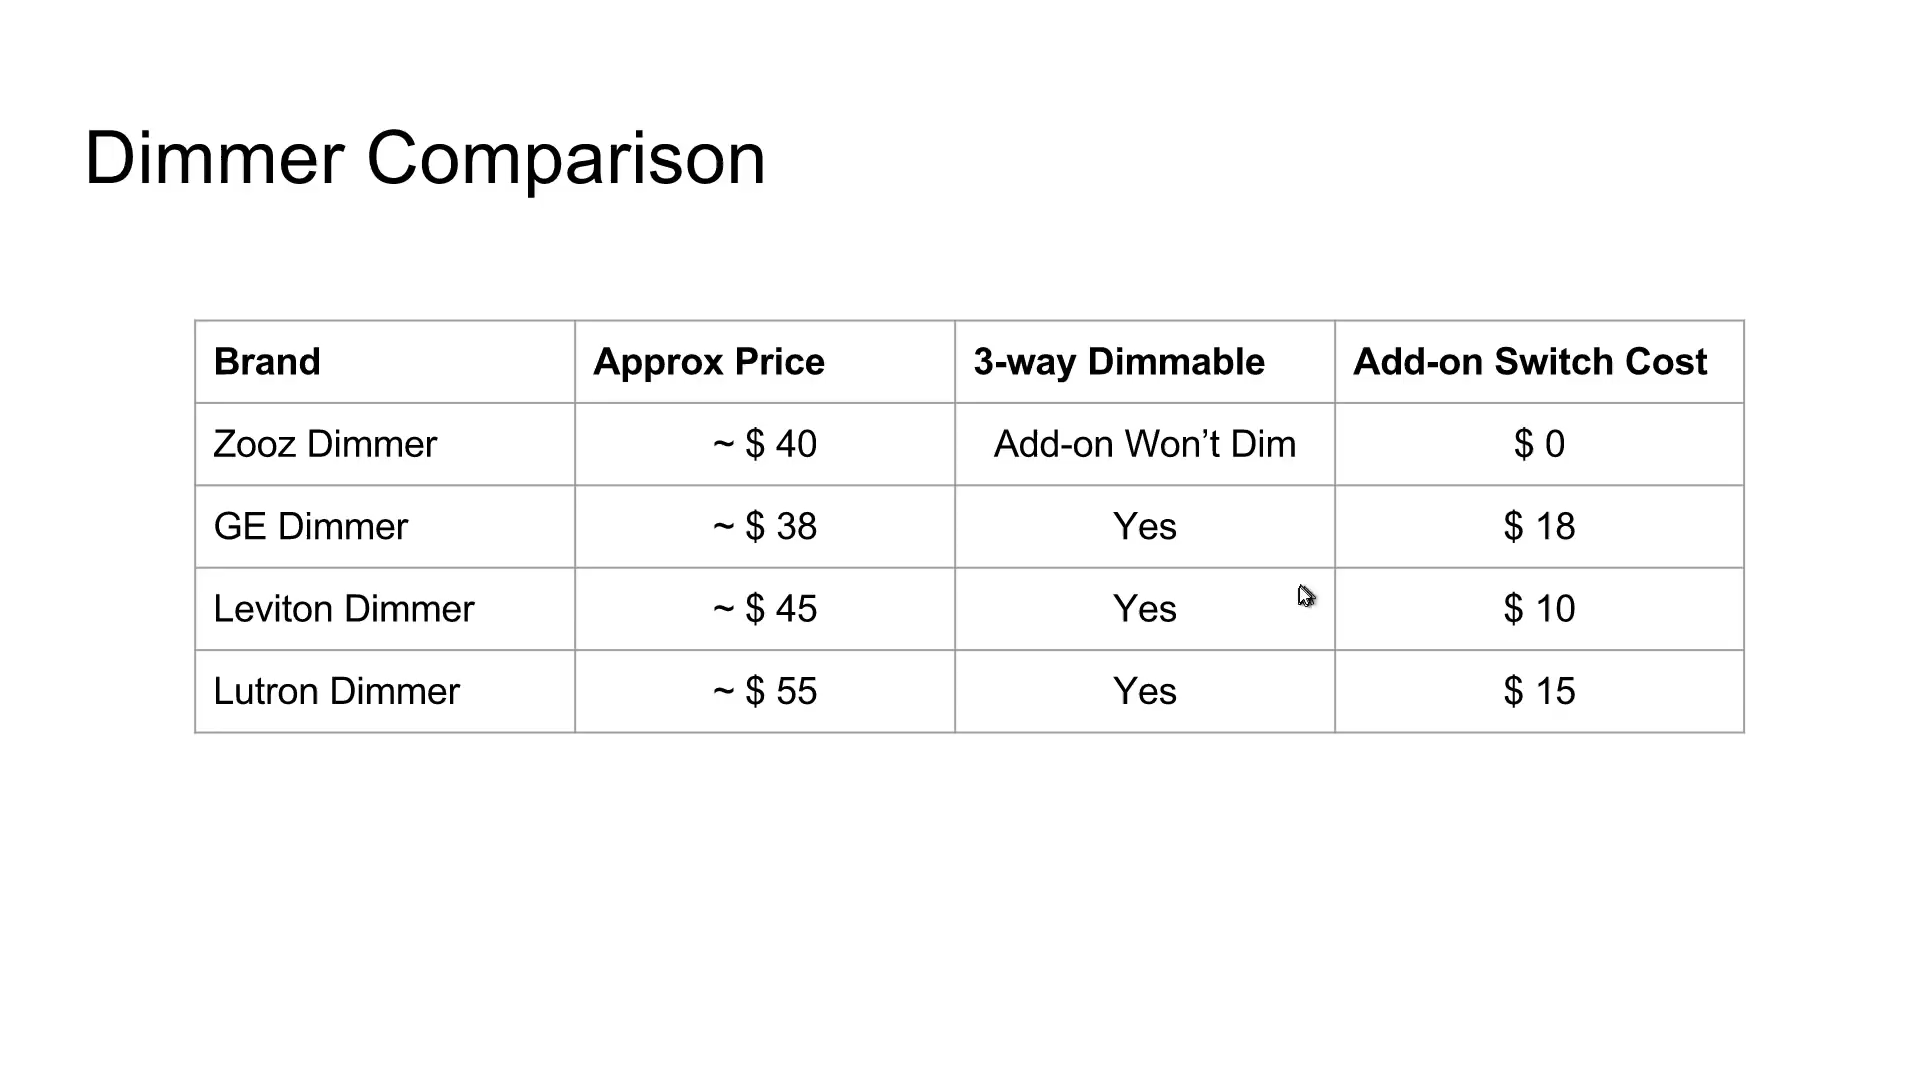 Dimmer Comparison
Brand Approx Price 3-way Dimmable Add-on Switch Cost
Zooz Dimmer ~ $ 40 Add-on Won’t Dim $ 0
GE Dimmer ~ $ 38 Yes $ 18
Leviton Dimmer ~ $ 45 Yes $ 10
Lutron Dimmer ~ $ 55 Yes $ 15